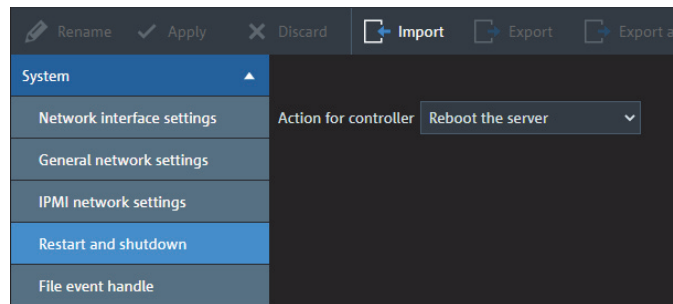 Rename Apply Discard Import Export Export a
System
Network interface settings
Action for controller Reboot the server
General network settings
IPMI network settings
Restart and shutdown
File event handle